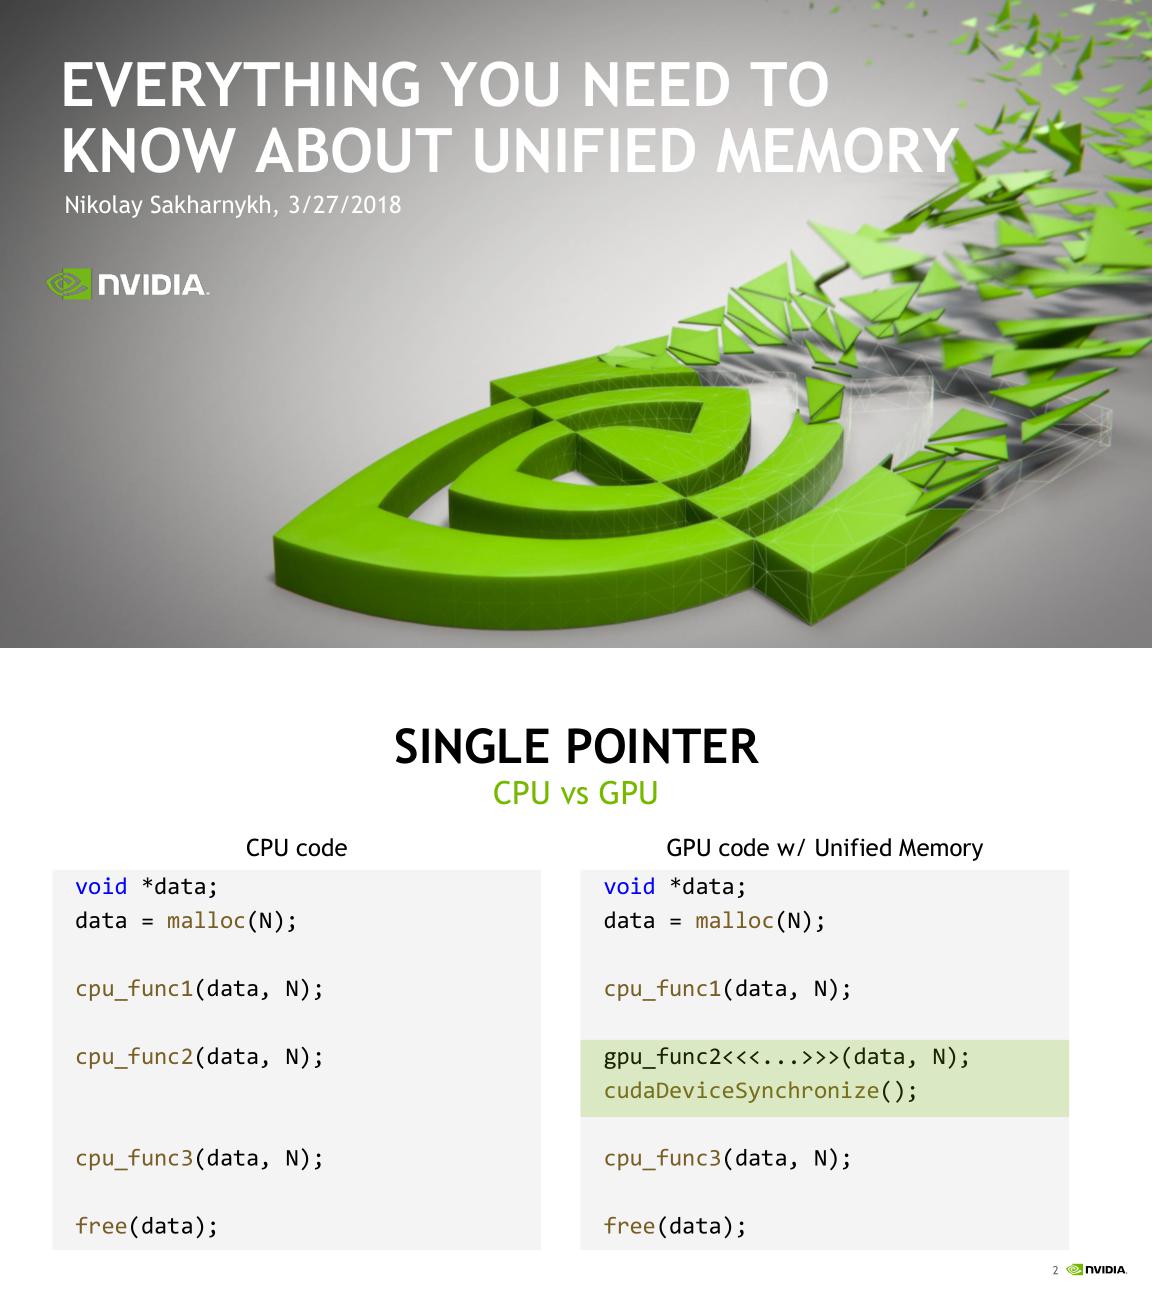 EVERYTHING YOU NEED TO
KNOW ABOUT UNIFIED MEMORY
Nikolay Sakharnykh, 3/27/2018
NVIDIA.
SINGLE POINTER
CPU vs GPU
CPU code
void *data;
data = malloc(N);
cpu_func1(data, N);
cpu_func2(data, N);
cpu_func3(data, N);
free(data);
GPU code w/ Unified Memory
void *data;
data = malloc(N);
cpu_func1(data, N);
gpu_func2<<<...>>>(data, N);
cudaDeviceSynchronize();
cpu_func3(data, N);
free(data);
2 NVIDIA.